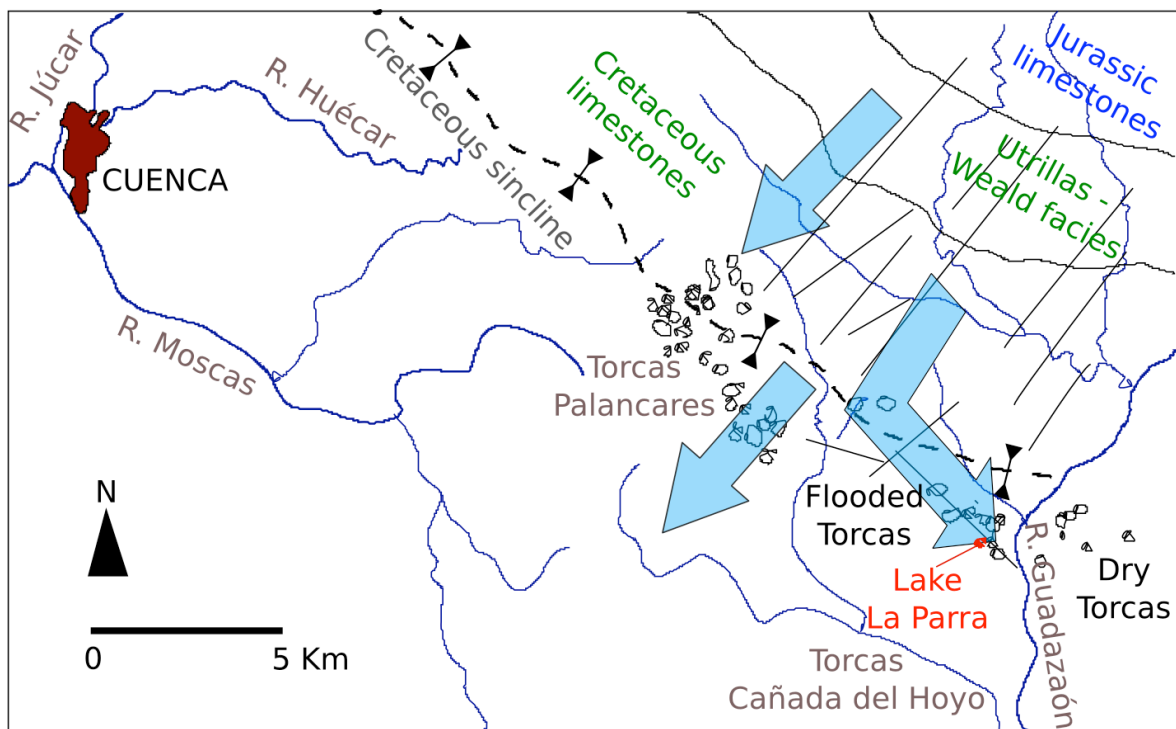 R. Júcar
R. Huécar
CUENCA
Cretaceous sincline
Cretaceous
limestones
Jurassic
limestones
Utrillas -
Weald facies
R. Moscas
Torcas
Palancares
N
0
5 Km
Flooded
Torcas
Lake
La Parra
R. Guadazaón
Dry
Torcas
Torcas
Cañada del Hoyo